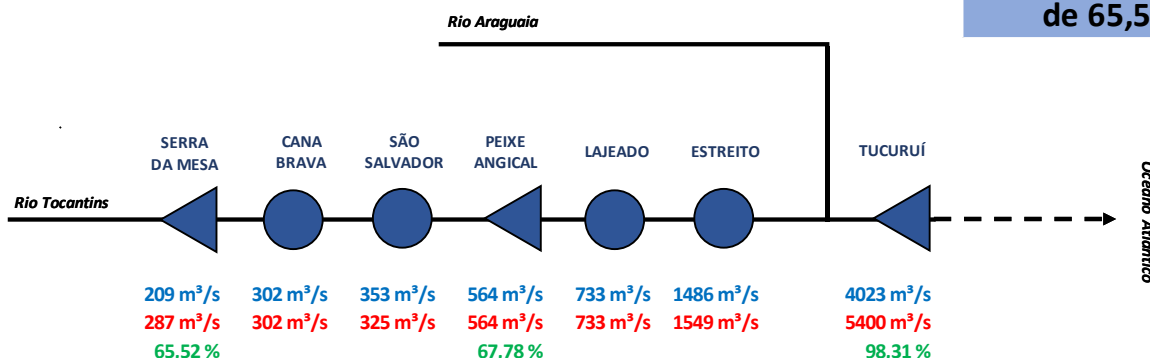 de 65,5
Rio Araguaia
SERRA
DA MESA
CANA
BRAVA
SÃO
SALVADOR
PEIXE
ANGICAL
LAJEADO
ESTREITO
TUCURUÍ
Rio Tocantins
Oceano Atlântico
209 m³/s 302 m³/s 353 m³/s 564 m³/s 733 m³/s 1486 m³/s 4023 m³/s
287 m³/s 302 m³/s 325 m³/s 564 m³/s 733 m³/s 1549 m³/s 5400 m³/s
65.52 % 67.78 % 98.31 %